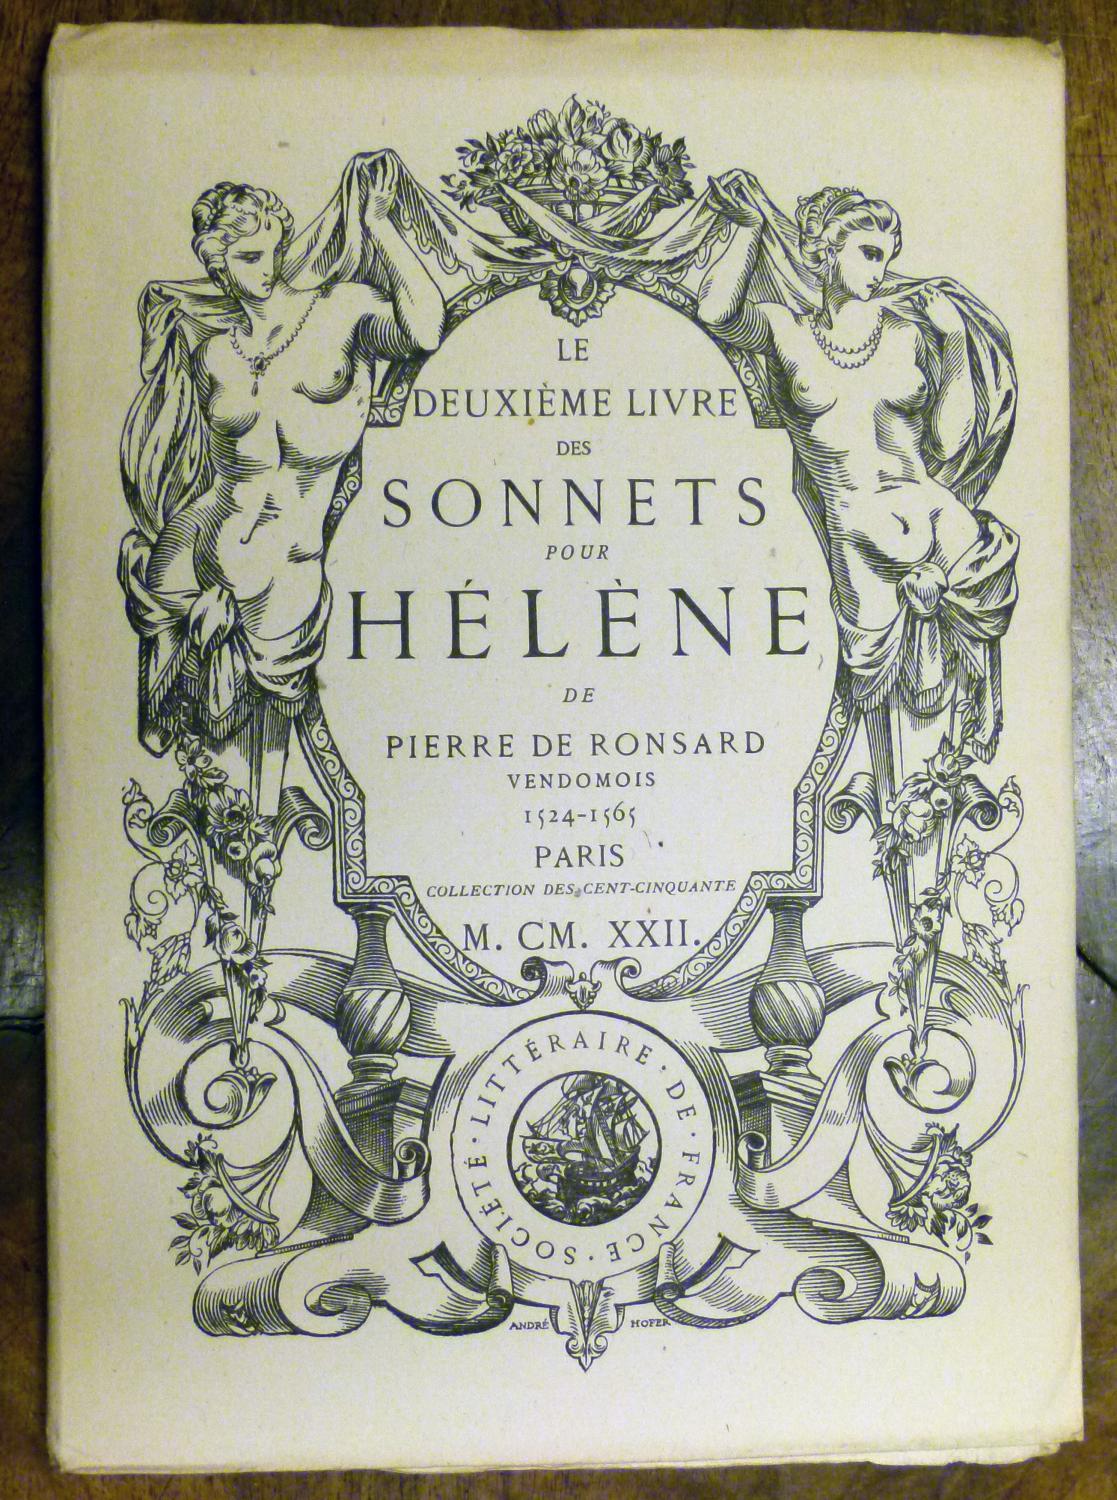 LE
DEUXIÈME LIVRE
DES
SONNETS
POUR
HÉLÈNE
DE
PIERRE DE RONSARD
VENDOMOIS
1524-1565
PARIS
COLLECTION DES CENT-CINQUANTE
M. CM. XXII.
SOCIÉTÉ · LITTÉRAIRE · DE · FRANCE ·
ANDRÉ HOFER